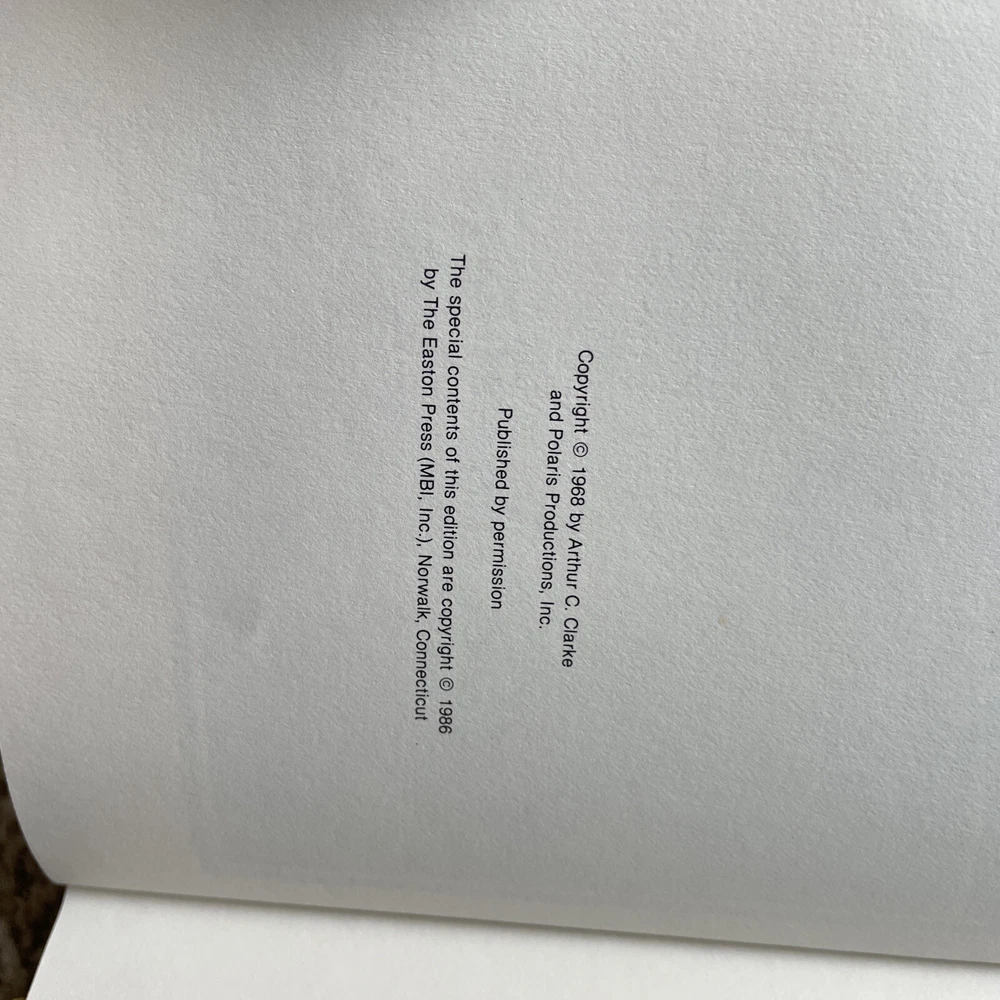 Copyright © 1968 by Arthur C. Clarke
and Polaris Productions, Inc.
Published by permission
The special contents of this edition are copyright © 1986
by The Easton Press (MBI, Inc.), Norwalk, Connecticut